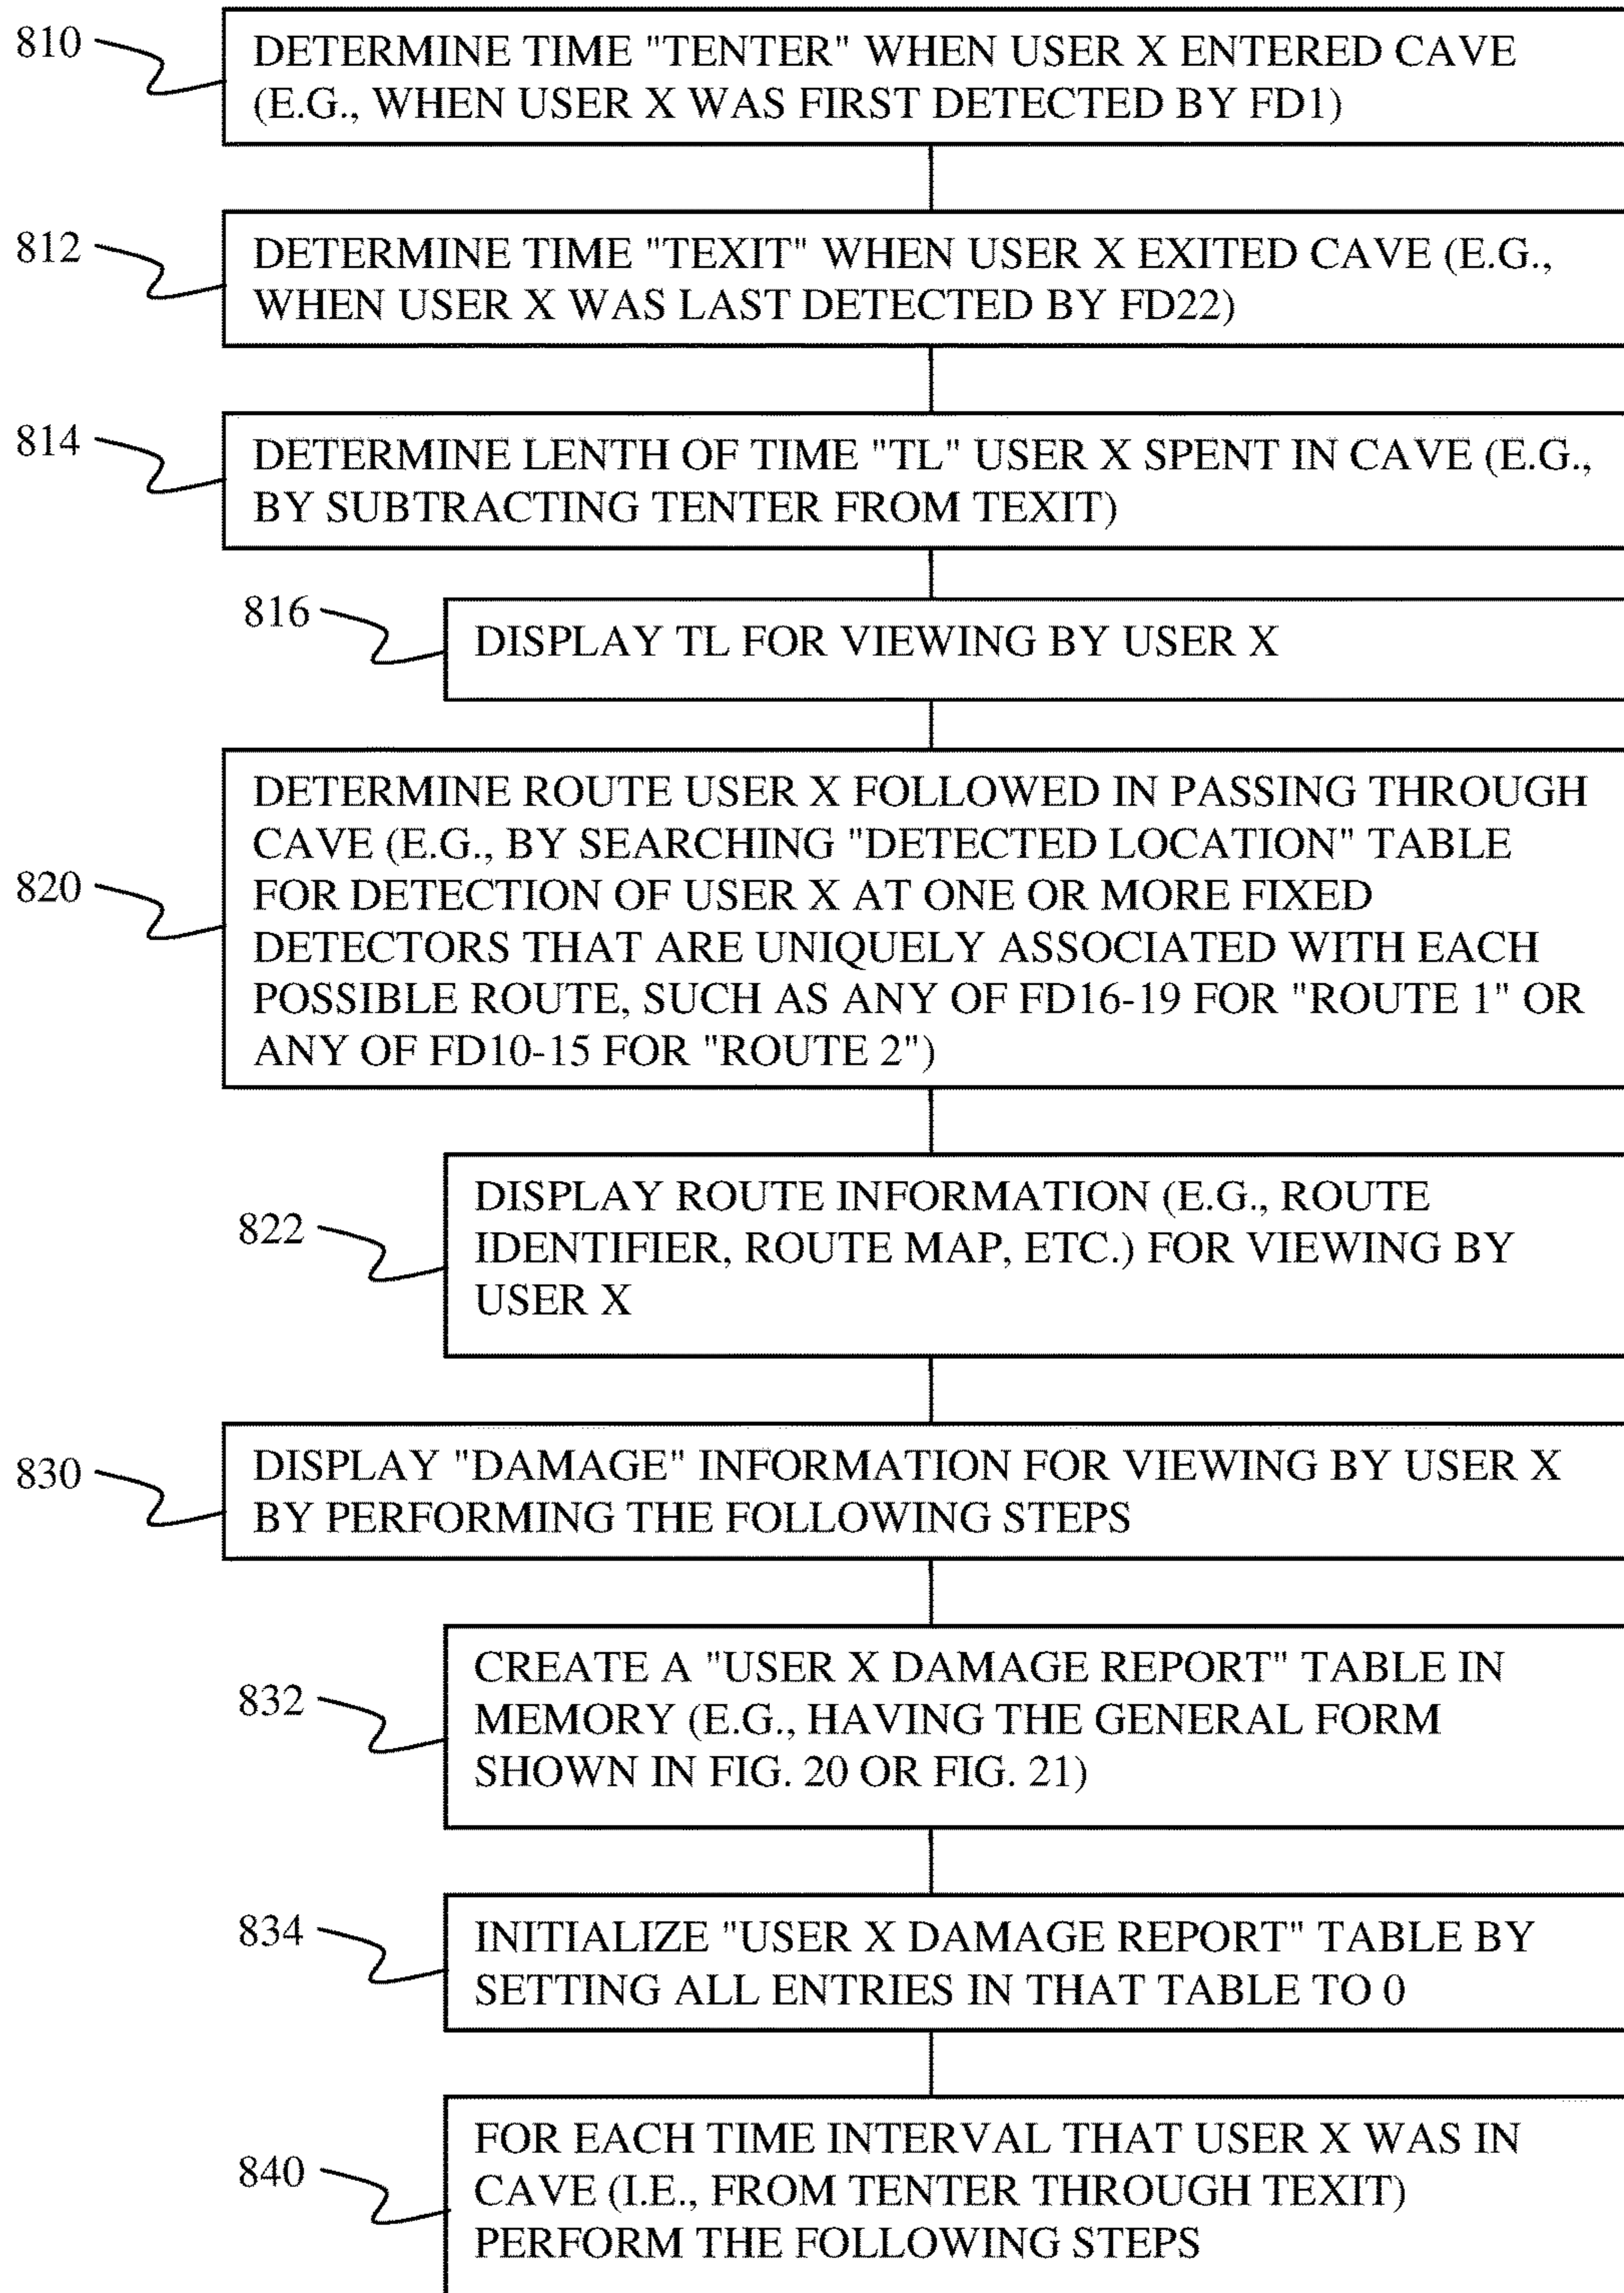 810
DETERMINE TIME "TENTER" WHEN USER X ENTERED CAVE
(E.G., WHEN USER X WAS FIRST DETECTED BY FD1)
812
DETERMINE TIME "TEXIT" WHEN USER X EXITED CAVE (E.G.,
WHEN USER X WAS LAST DETECTED BY FD22)
814
DETERMINE LENTH OF TIME "TL" USER X SPENT IN CAVE (E.G.,
BY SUBTRACTING TENTER FROM TEXIT)
816
DISPLAY TL FOR VIEWING BY USER X
820
DETERMINE ROUTE USER X FOLLOWED IN PASSING THROUGH
CAVE (E.G., BY SEARCHING "DETECTED LOCATION" TABLE
FOR DETECTION OF USER X AT ONE OR MORE FIXED
DETECTORS THAT ARE UNIQUELY ASSOCIATED WITH EACH
POSSIBLE ROUTE, SUCH AS ANY OF FD16-19 FOR "ROUTE 1" OR
ANY OF FD10-15 FOR "ROUTE 2")
822
DISPLAY ROUTE INFORMATION (E.G., ROUTE
IDENTIFIER, ROUTE MAP, ETC.) FOR VIEWING BY
USER X
830
DISPLAY "DAMAGE" INFORMATION FOR VIEWING BY USER X
BY PERFORMING THE FOLLOWING STEPS
832
CREATE A "USER X DAMAGE REPORT" TABLE IN
MEMORY (E.G., HAVING THE GENERAL FORM
SHOWN IN FIG. 20 OR FIG. 21)
834
INITIALIZE "USER X DAMAGE REPORT" TABLE BY
SETTING ALL ENTRIES IN THAT TABLE TO 0
840
FOR EACH TIME INTERVAL THAT USER X WAS IN
CAVE (I.E., FROM TENTER THROUGH TEXIT)
PERFORM THE FOLLOWING STEPS